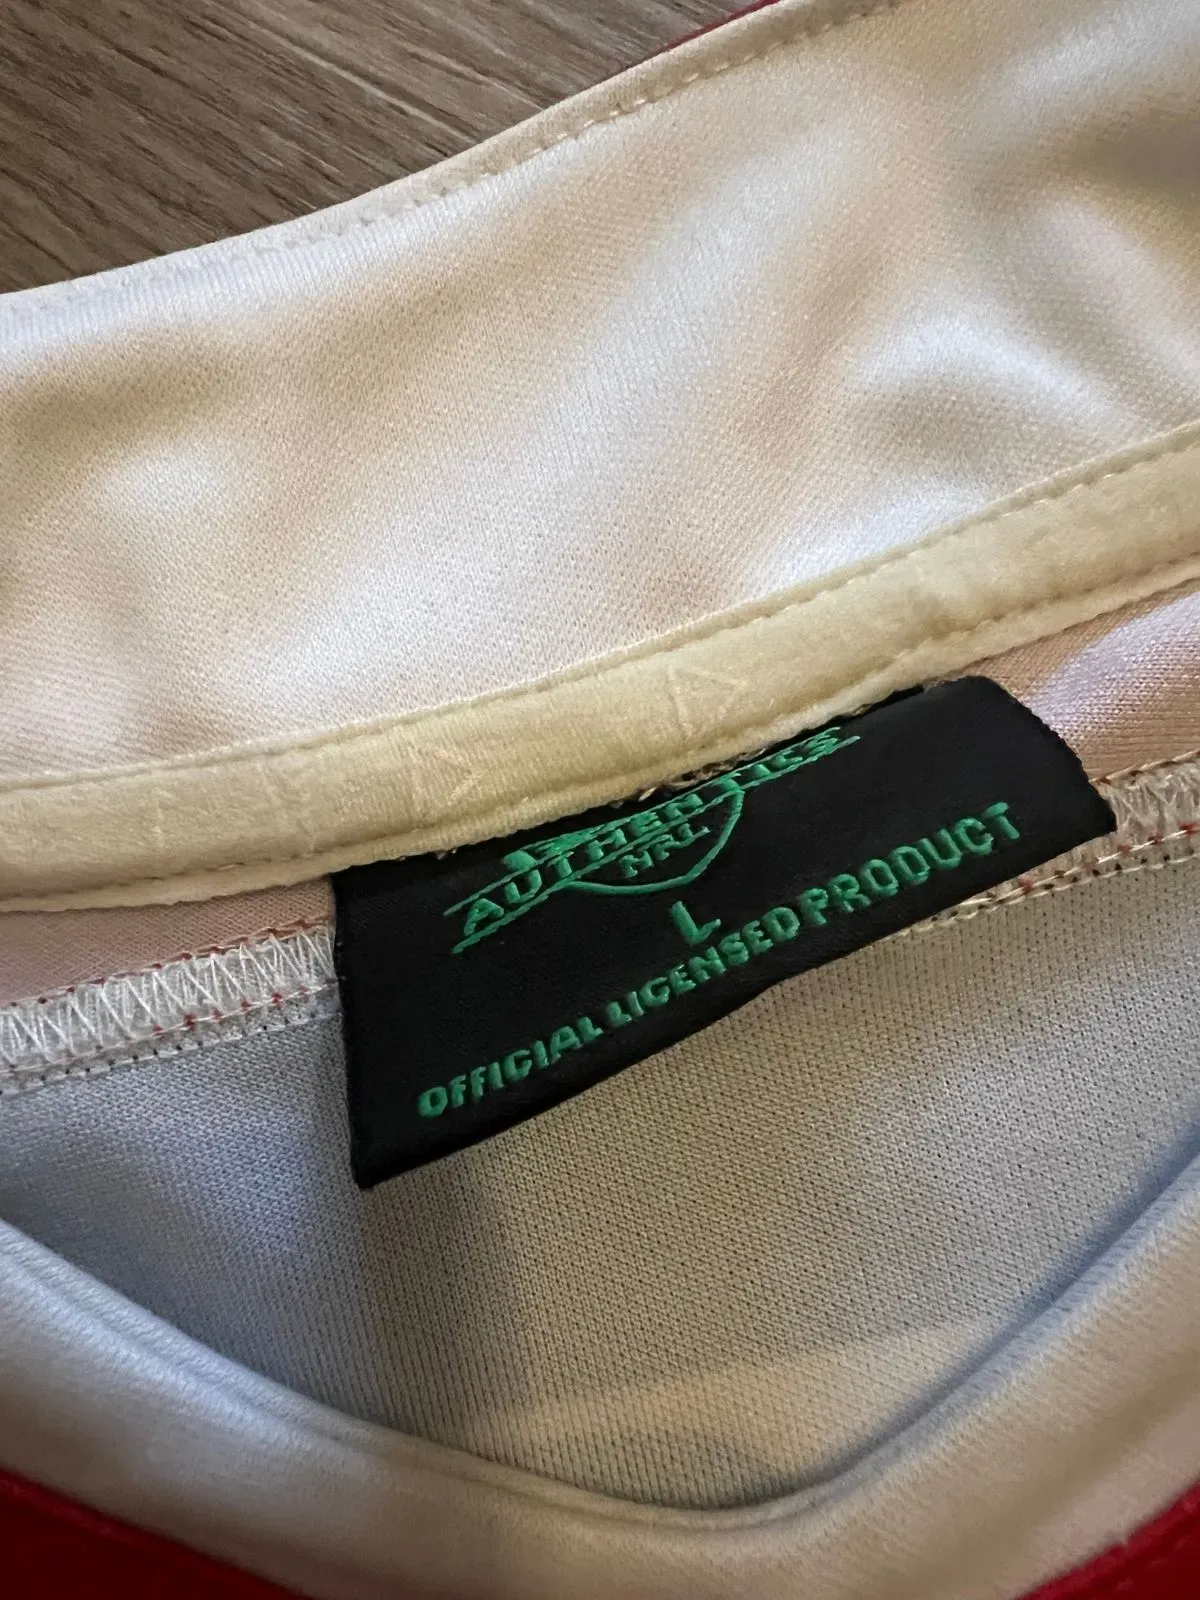 AUTHENTICS
NRL
L
OFFICIAL LICENSED PRODUCT